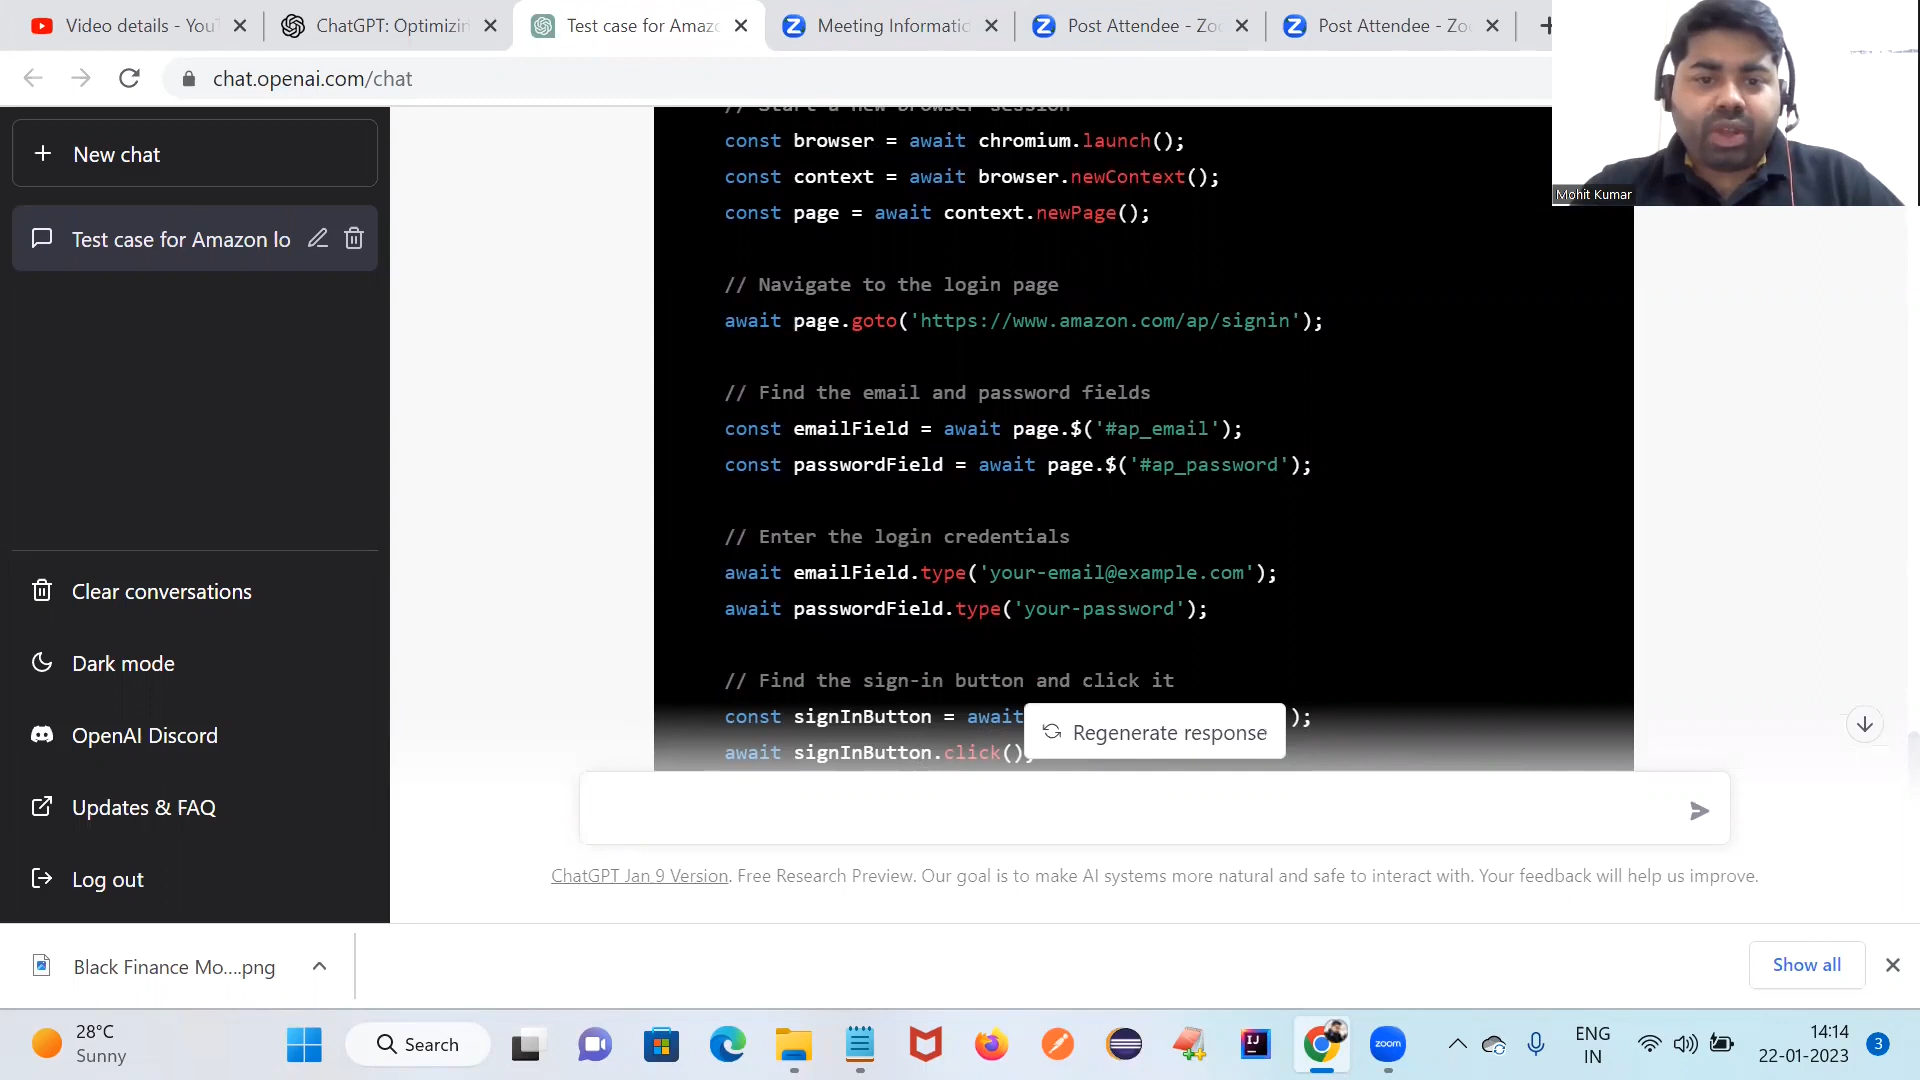 Video details - You
ChatGPT: Optimizin
Test case for Amaz
Meeting Informatic
Post Attendee - Zo
Post Attendee - Zo
chat.openai.com/chat
Mohit Kumar
New chat
Test case for Amazon lo
Clear conversations
Dark mode
OpenAI Discord
Updates & FAQ
Log out
// Start a new browser session
const browser = await chromium.launch();
const context = await browser.newContext();
const page = await context.newPage();
// Navigate to the login page
await page.goto('https://www.amazon.com/ap/signin');
// Find the email and password fields
const emailField = await page.$('#ap_email');
const passwordField = await page.$('#ap_password');
// Enter the login credentials
await emailField.type('your-email@example.com');
await passwordField.type('your-password');
// Find the sign-in button and click it
const signInButton = await );
await signInButton.click();
Regenerate response
ChatGPT Jan 9 Version. Free Research Preview. Our goal is to make AI systems more natural and safe to interact with. Your feedback will help us improve.
Black Finance Mo....png
Show all
28°C
Sunny
Search
IJ
zoom
ENG
IN
14:14
22-01-2023
3